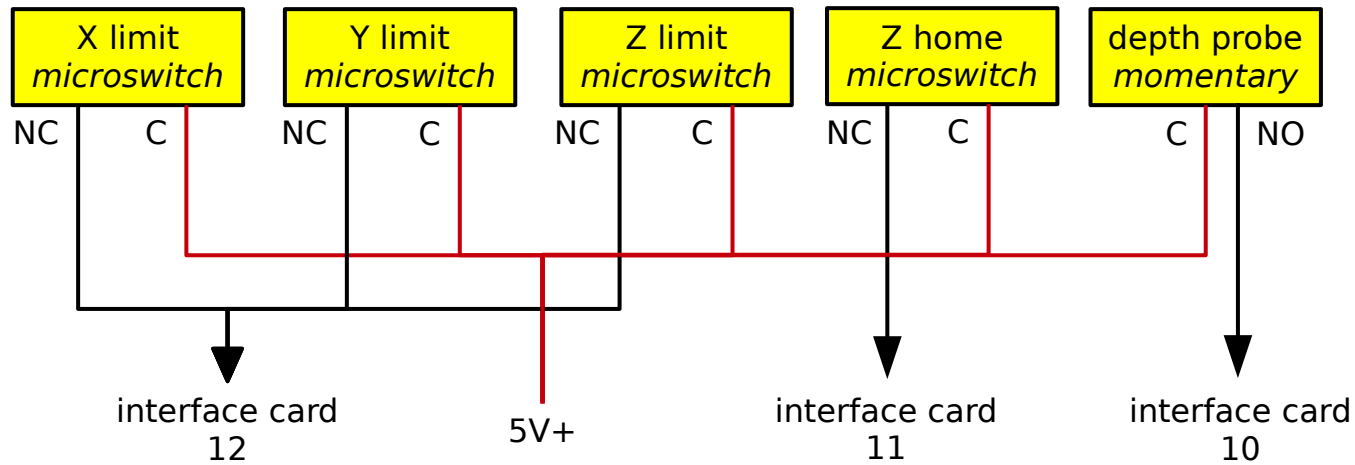 X limit
microswitch
Y limit
microswitch
Z limit
microswitch
Z home
microswitch
depth probe
momentary
NC
C
NC
C
NC
C
NC
C
C
NO
interface card
12
5V+
interface card
11
interface card
10